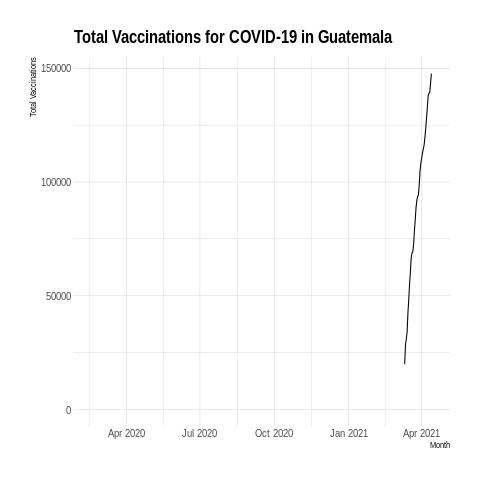 Total Vaccinations for COVID-19 in Guatemala
Total Vaccinations
150000
100000
50000
0
Apr 2020 Jul 2020 Oct 2020 Jan 2021 Apr 2021
Month